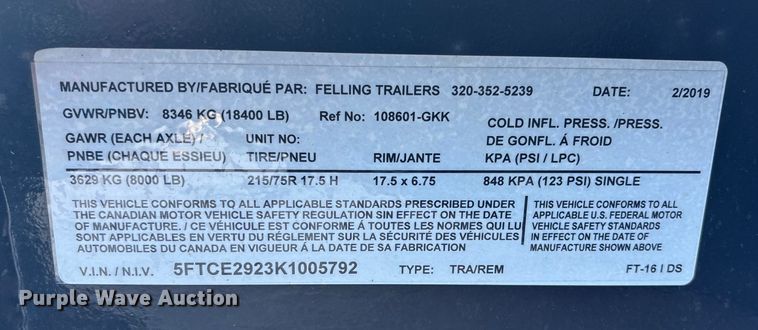 MANUFACTURED BY/FABRIQUÉ PAR: FELLING TRAILERS 320-352-5239 DATE: 2/2019
GVWR/PNBV: 8346 KG (18400 LB) Ref No: 108601-GKK
COLD INFL. PRESS. /PRESS.
GAWR (EACH AXLE) / UNIT NO:
DE GONFL. Á FROID
PNBE (CHAQUE ESSIEU) TIRE/PNEU RIM/JANTE KPA (PSI / LPC)
3629 KG (8000 LB) 215/75R 17.5 H 17.5 x 6.75 848 KPA (123 PSI) SINGLE
THIS VEHICLE CONFORMS TO ALL APPLICABLE STANDARDS PRESCRIBED UNDER
THE CANADIAN MOTOR VEHICLE SAFETY REGULATION SIN EFFECT ON THE DATE
OF MANUFACTURE. / CE VÉHICULE EST CONFORME Á TOUTES LES NORMES QUI LU
SONT APPLICABLES EN VERTU DU RÉGLEMENT SUR LA SÉCURITÉ DES VÉHICULES
AUTOMOBILES DU CANADA EN VIGUEUR Á LA DATE DE SA FABRICATION
THIS VEHICLE CONFORMS TO ALL
APPLICABLE U.S. FEDERAL MOTOR
VEHICLE SAFETY STANDARDS
IN EFFECT ON THE DATE OF
MANUFACTURE SHOWN ABOVE
V.I.N. / N.I.V. 5FTCE2923K1005792 TYPE: TRA/REM FT-16 I DS
Purple Wave Auction